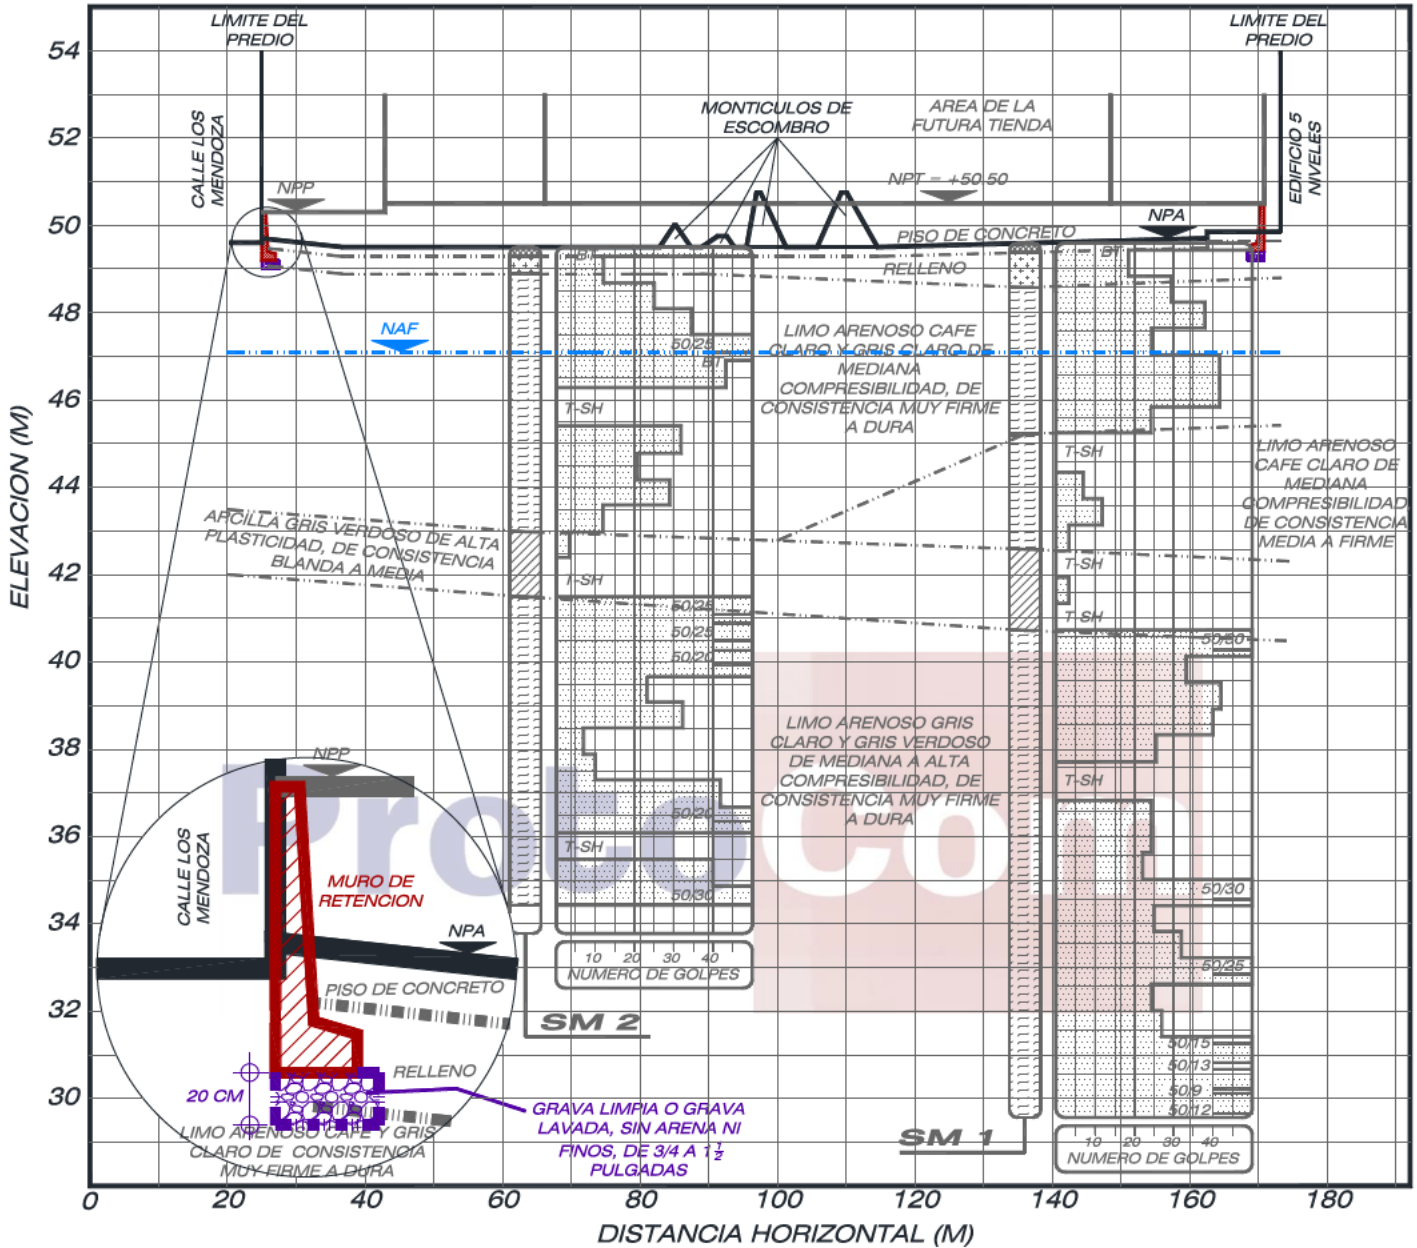 LIMITE DEL
PREDIO
LIMITE DEL
PREDIO
54
52
50
48
46
44
42
40
38
36
34
32
30
ELEVACION (M)
CALLE LOS
MENDOZA
MONTICULOS DE
ESCOMBRO
AREA DE LA
FUTURA TIENDA
EDIFICIO 5
NIVELES
NPP
NPT = +50.50
NPA
PISO DE CONCRETO
RELLENO
BT
BT
NAF
50/25
BT
LIMO ARENOSO CAFE
CLARO Y GRIS CLARO DE
MEDIANA
COMPRESIBILIDAD, DE
CONSISTENCIA MUY FIRME
A DURA
T-SH
T-SH
LIMO ARENOSO
CAFE CLARO DE
MEDIANA
COMPRESIBILIDAD
DE CONSISTENCIA
MEDIA A FIRME
ARCILLA GRIS VERDOSO DE ALTA
PLASTICIDAD, DE CONSISTENCIA
BLANDA A MEDIA
T-SH
T-SH
T-SH
50/25
50/25
50/20
50/30
LIMO ARENOSO GRIS
CLARO Y GRIS VERDOSO
DE MEDIANA A ALTA
COMPRESIBILIDAD, DE
CONSISTENCIA MUY FIRME
A DURA
T-SH
50/20
T-SH
50/30
50/30
50/25
50/15
50/13
50/9
50/12
ProtoCom
10 20 30 40
NUMERO DE GOLPES
SM 2
10 20 30 40
NUMERO DE GOLPES
SM 1
NPP
CALLE LOS
MENDOZA
MURO DE
RETENCION
NPA
PISO DE CONCRETO
RELLENO
20 CM
LIMO ARENOSO CAFE Y GRIS
CLARO DE CONSISTENCIA
MUY FIRME A DURA
GRAVA LIMPIA O GRAVA
LAVADA, SIN ARENA NI
FINOS, DE 3/4 A 1 1/2
PULGADAS
0 20 40 60 80 100 120 140 160 180
DISTANCIA HORIZONTAL (M)